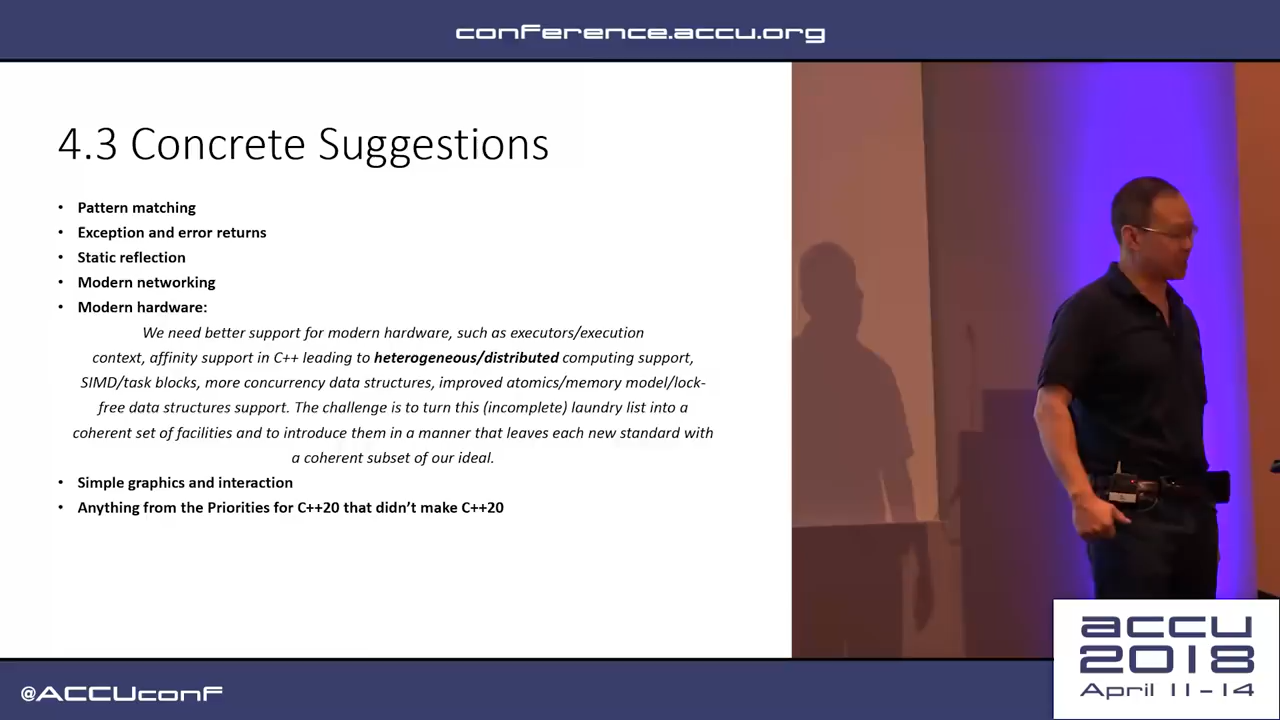 conference.accu.org
4.3 Concrete Suggestions
• Pattern matching
• Exception and error returns
• Static reflection
• Modern networking
• Modern hardware:
We need better support for modern hardware, such as executors/execution
context, affinity support in C++ leading to heterogeneous/distributed computing support,
SIMD/task blocks, more concurrency data structures, improved atomics/memory model/lock-
free data structures support. The challenge is to turn this (incomplete) laundry list into a
coherent set of facilities and to introduce them in a manner that leaves each new standard with
a coherent subset of our ideal.
• Simple graphics and interaction
• Anything from the Priorities for C++20 that didn't make C++20
accu
2018
April 11-14
@ACCUconf